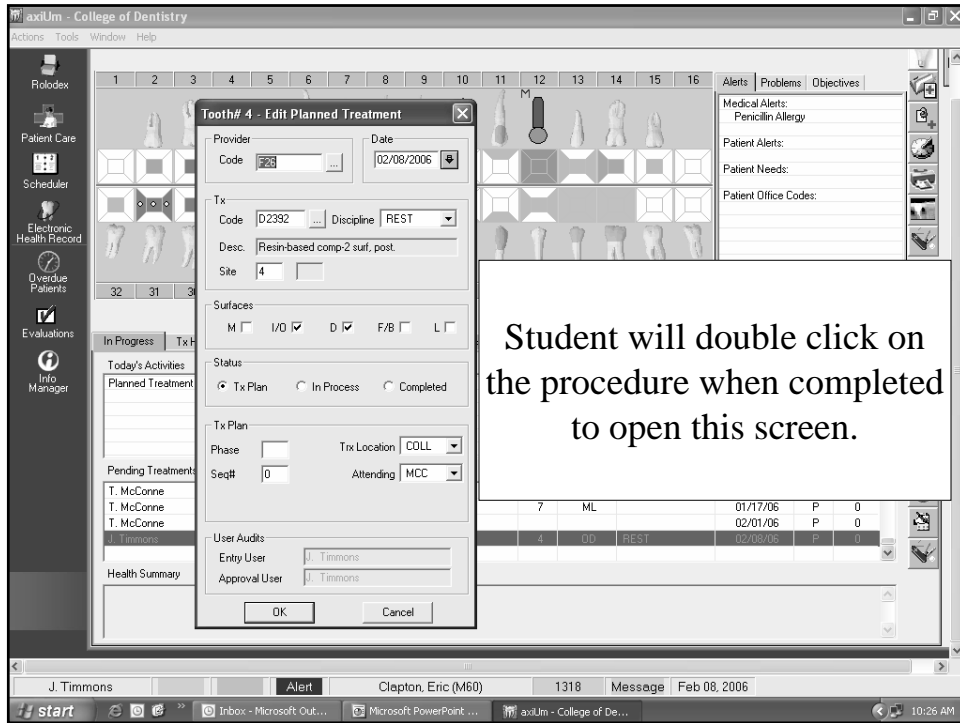 axiUm - College of Dentistry
Actions Tools Window Help
Rolodex
Patient Care
Scheduler
Electronic
Health Record
Overdue
Patients
Evaluations
Info
Manager
1 2 3 4 5 6 7 8 9 10 11 12 13 14 15 16
M
32 31
Alerts Problems Objectives
Medical Alerts:
Penicillin Allergy
Patient Alerts:
Patient Needs:
Patient Office Codes:
Tooth# 4 - Edit Planned Treatment
Provider
Code F26 ...
Date
02/08/2006
Tx
Code D2392 ... Discipline REST
Desc. Resin-based comp-2 surf, post.
Site 4
Surfaces
M I/O D F/B L
Status
Tx Plan In Process Completed
Tx Plan
Phase Trx Location COLL
Seq# 0 Attending MCC
User Audits
Entry User J. Timmons
Approval User J. Timmons
OK Cancel
Student will double click on
the procedure when completed
to open this screen.
In Progress Tx H
Today's Activities
Planned Treatment
Pending Treatments
T. McConne
T. McConne 7 ML 01/17/06 P 0
T. McConne 02/01/06 P 0
J. Timmons 4 OD REST 02/08/06 P 0
Health Summary
J. Timmons Alert Clapton, Eric (M60) 1318 Message Feb 08, 2006
start Inbox - Microsoft Out... Microsoft PowerPoint ... axiUm - College of De... 10:26 AM